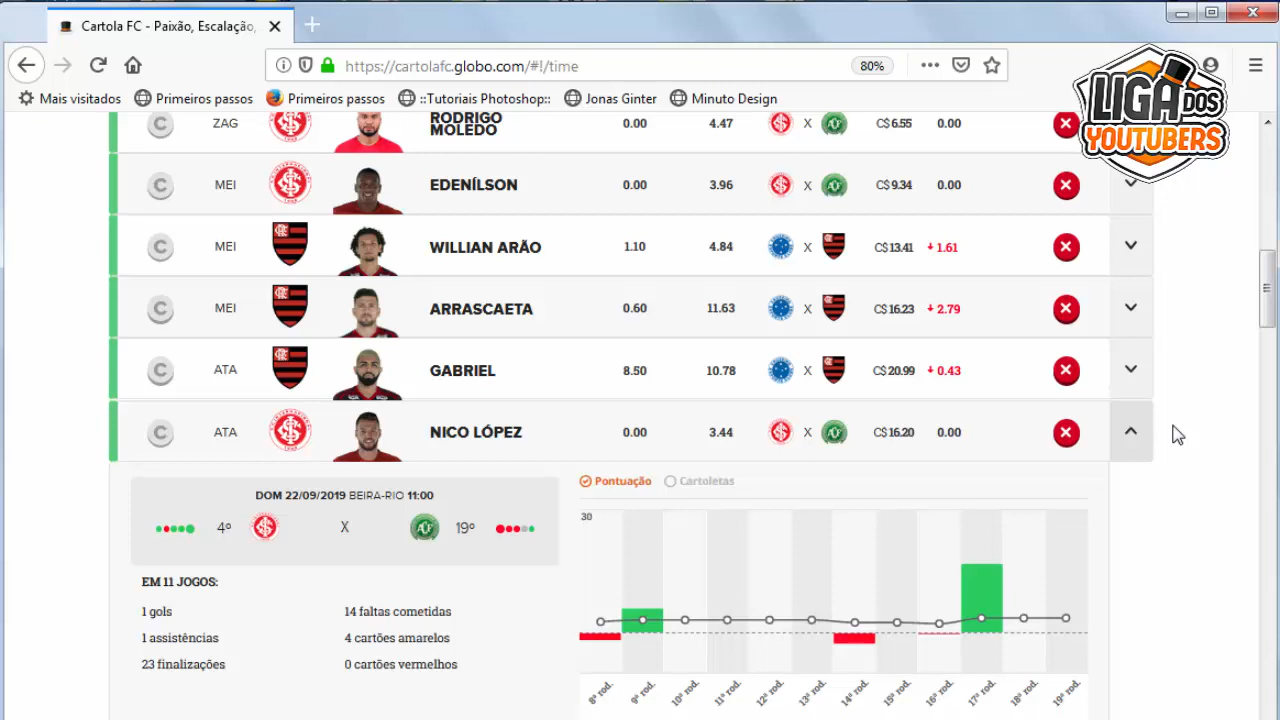 Cartola FC - Paixão, Escalação,
https://cartolafc.globo.com/#!/time
80%
Mais visitados
Primeiros passos
Primeiros passos
::Tutoriais Photoshop::
Jonas Ginter
Minuto Design
LIGA DOS
YOUTUBERS
C ZAG RODRIGO MOLEDO 0.00 4.47 X C$ 6.55 0.00
C MEI EDENÍLSON 0.00 3.96 X C$ 9.34 0.00
C MEI WILLIAN ARÃO 1.10 4.84 X C$ 13.41 1.61
C MEI ARRASCAETA 0.60 11.63 X C$ 16.23 2.79
C ATA GABRIEL 8.50 10.78 X C$ 20.99 0.43
C ATA NICO LÓPEZ 0.00 3.44 X C$ 16.20 0.00
DOM 22/09/2019 BEIRA-RIO 11:00
4º X 19º
EM 11 JOGOS:
1 gols 14 faltas cometidas
1 assistências 4 cartões amarelos
23 finalizações 0 cartões vermelhos
Pontuação Cartoletas
30
8ª rod. 9ª rod. 10ª rod. 11ª rod. 12ª rod. 13ª rod. 14ª rod. 15ª rod. 16ª rod. 17ª rod. 18ª rod. 19ª rod.